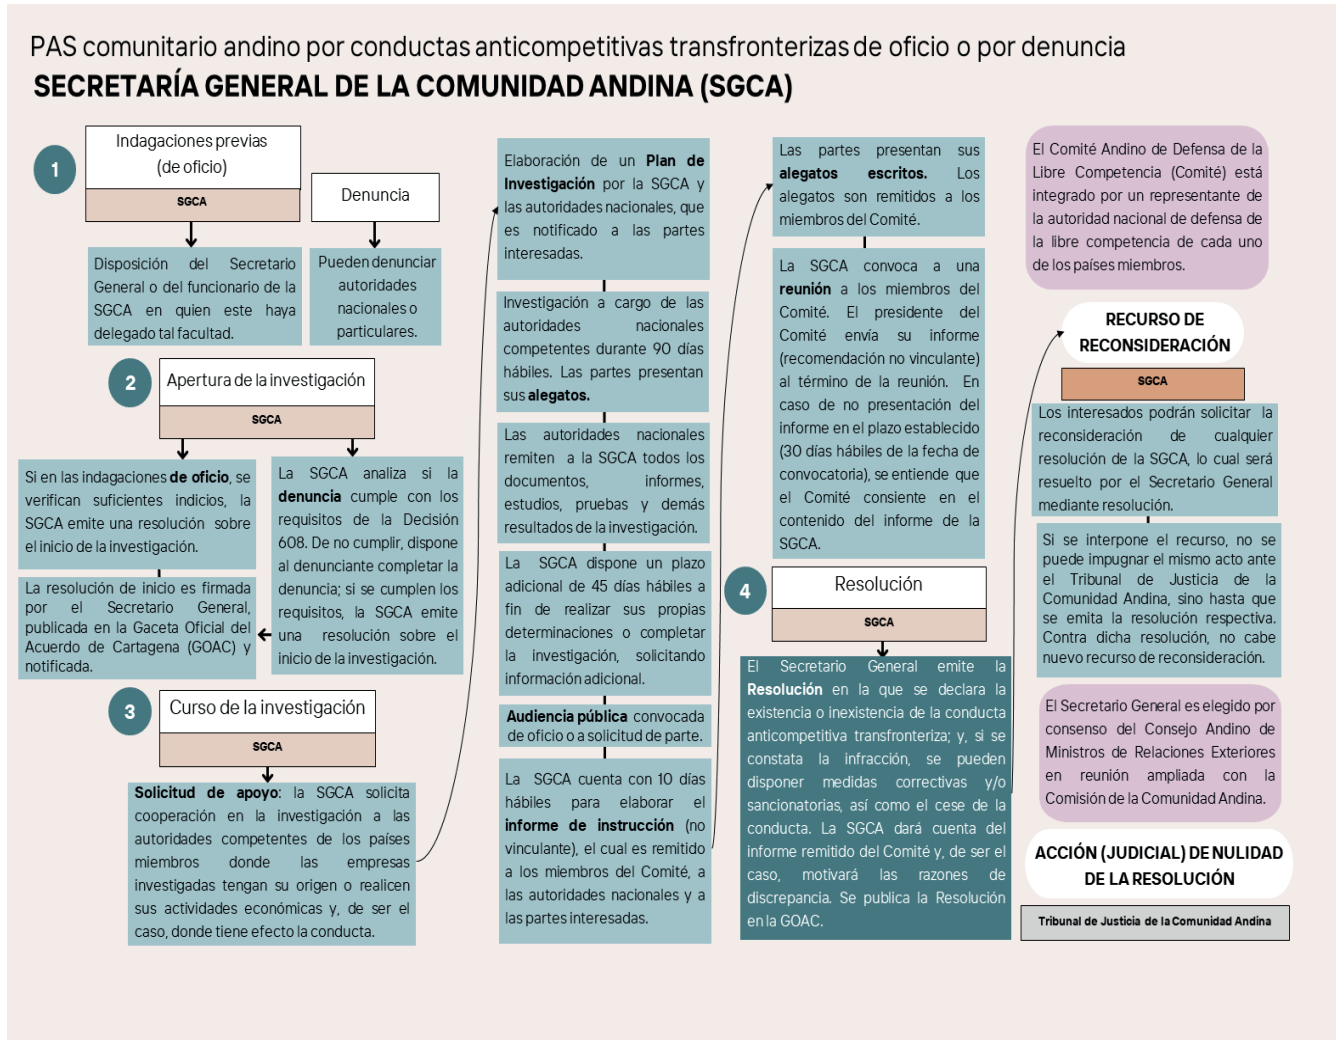 PAS comunitario andino por conductas anticompetitivas transfronterizas de oficio o por denuncia
SECRETARÍA GENERAL DE LA COMUNIDAD ANDINA (SGCA)
1
Indagaciones previas
(de oficio)
SGCA
Denuncia
Disposición del Secretario
General o del funcionario de la
SGCA en quien este haya
delegado tal facultad.
Pueden denunciar
autoridades
nacionales o
particulares.
2
Apertura de la investigación
SGCA
Si en las indagaciones de oficio, se
verifican suficientes indicios, la
SGCA emite una resolución sobre
el inicio de la investigación.
La resolución de inicio es firmada
por el Secretario General,
publicada en la Gaceta Oficial del
Acuerdo de Cartagena (GOAC) y
notificada.
La SGCA analiza si la
denuncia cumple con los
requisitos de la Decisión
608. De no cumplir, dispone
al denunciante completar la
denuncia; si se cumplen los
requisitos, la SGCA emite
una resolución sobre el
inicio de la investigación.
3
Curso de la investigación
SGCA
Solicitud de apoyo: la SGCA solicita
cooperación en la investigación a las
autoridades competentes de los países
miembros donde las empresas
investigadas tengan su origen o realicen
sus actividades económicas y, de ser el
caso, donde tiene efecto la conducta.
Elaboración de un Plan de
Investigación por la SGCA y
las autoridades nacionales, que
es notificado a las partes
interesadas.
Investigación a cargo de las
autoridades nacionales
competentes durante 90 días
hábiles. Las partes presentan
sus alegatos.
Las autoridades nacionales
remiten a la SGCA todos los
documentos, informes,
estudios, pruebas y demás
resultados de la investigación.
La SGCA dispone un plazo
adicional de 45 días hábiles a
fin de realizar sus propias
determinaciones o completar
la investigación, solicitando
información adicional.
Audiencia pública convocada
de oficio o a solicitud de parte.
La SGCA cuenta con 10 días
hábiles para elaborar el
informe de instrucción (no
vinculante), el cual es remitido
a los miembros del Comité, a
las autoridades nacionales y a
las partes interesadas.
Las partes presentan sus
alegatos escritos. Los
alegatos son remitidos a los
miembros del Comité.
La SGCA convoca a una
reunión a los miembros del
Comité. El presidente del
Comité envía su informe
(recomendación no vinculante)
al término de la reunión. En
caso de no presentación del
informe en el plazo establecido
(30 días hábiles de la fecha de
convocatoria), se entiende que
el Comité consiente en el
contenido del informe de la
SGCA.
4
Resolución
SGCA
El Secretario General emite la
Resolución en la que se declara la
existencia o inexistencia de la conducta
anticompetitiva transfronteriza; y, si se
constata la infracción, se pueden
disponer medidas correctivas y/o
sancionatorias, así como el cese de la
conducta. La SGCA dará cuenta del
informe remitido del Comité y, de ser el
caso, motivará las razones de
discrepancia. Se publica la Resolución
en la GOAC.
El Comité Andino de Defensa de la
Libre Competencia (Comité) está
integrado por un representante de
la autoridad nacional de defensa de
la libre competencia de cada uno
de los países miembros.
RECURSO DE
RECONSIDERACIÓN
SGCA
Los interesados podrán solicitar la
reconsideración de cualquier
resolución de la SGCA, lo cual será
resuelto por el Secretario General
mediante resolución.
Si se interpone el recurso, no se
puede impugnar el mismo acto ante
el Tribunal de Justicia de la
Comunidad Andina, sino hasta que
se emita la resolución respectiva.
Contra dicha resolución, no cabe
nuevo recurso de reconsideración.
El Secretario General es elegido por
consenso del Consejo Andino de
Ministros de Relaciones Exteriores
en reunión ampliada con la
Comisión de la Comunidad Andina.
ACCIÓN (JUDICIAL) DE NULIDAD
DE LA RESOLUCIÓN
Tribunal de Justicia de la Comunidad Andina